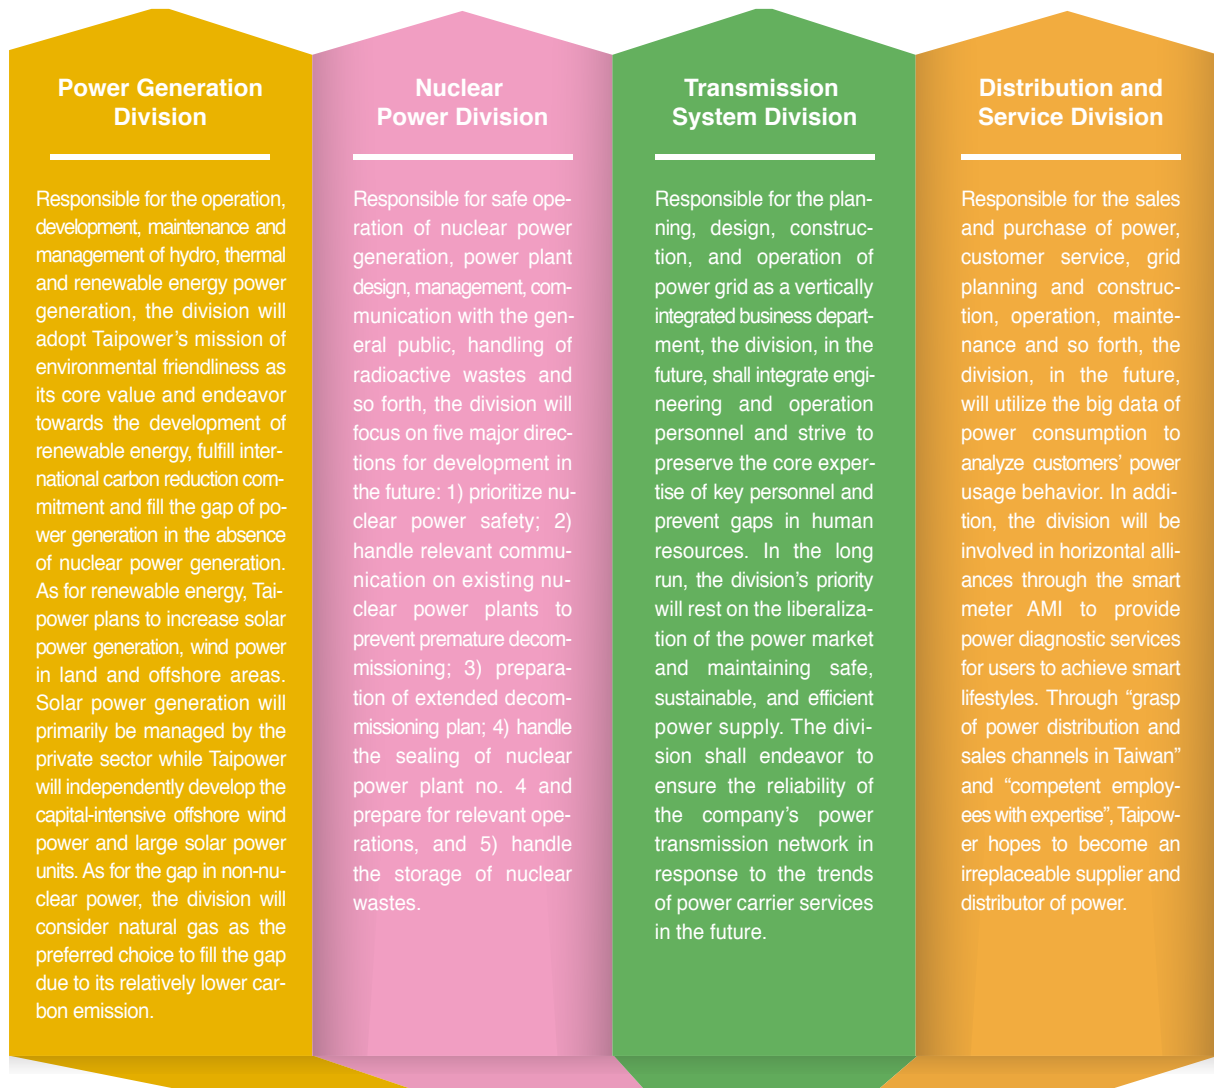 Power Generation
Division
Responsible for the operation,
development, maintenance and
management of hydro, thermal
and renewable energy power
generation, the division will
adopt Taipower’s mission of
environmental friendliness as
its core value and endeavor
towards the development of
renewable energy, fulfill inter-
national carbon reduction com-
mitment and fill the gap of po-
wer generation in the absence
of nuclear power generation.
As for renewable energy, Tai-
power plans to increase solar
power generation, wind power
in land and offshore areas.
Solar power generation will
primarily be managed by the
private sector while Taipower
will independently develop the
capital-intensive offshore wind
power and large solar power
units. As for the gap in non-nu-
clear power, the division will
consider natural gas as the
preferred choice to fill the gap
due to its relatively lower car-
bon emission.
Nuclear
Power Division
Responsible for safe ope-
ration of nuclear power
generation, power plant
design, management, com-
munication with the gen-
eral public, handling of
radioactive wastes and
so forth, the division will
focus on five major direc-
tions for development in
the future: 1) prioritize nu-
clear power safety; 2)
handle relevant commu-
nication on existing nu-
clear power plants to
prevent premature decom-
missioning; 3) prepara-
tion of extended decom-
missioning plan; 4) handle
the sealing of nuclear
power plant no. 4 and
prepare for relevant ope-
rations, and 5) handle
the storage of nuclear
wastes.
Transmission
System Division
Responsible for the plan-
ning, design, construc-
tion, and operation of
power grid as a vertically
integrated business depart-
ment, the division, in the
future, shall integrate engi-
neering and operation
personnel and strive to
preserve the core exper-
tise of key personnel and
prevent gaps in human
resources. In the long
run, the division’s priority
will rest on the liberaliza-
tion of the power market
and maintaining safe,
sustainable, and efficient
power supply. The divi-
sion shall endeavor to
ensure the reliability of
the company’s power
transmission network in
response to the trends
of power carrier services
in the future.
Distribution and
Service Division
Responsible for the sales
and purchase of power,
customer service, grid
planning and construc-
tion, operation, mainte-
nance and so forth, the
division, in the future,
will utilize the big data of
power consumption to
analyze customers’ power
usage behavior. In addi-
tion, the division will be
involved in horizontal alli-
ances through the smart
meter AMI to provide
power diagnostic services
for users to achieve smart
lifestyles. Through “grasp
of power distribution and
sales channels in Taiwan”
and “competent employ-
ees with expertise”, Taipow-
er hopes to become an
irreplaceable supplier and
distributor of power.